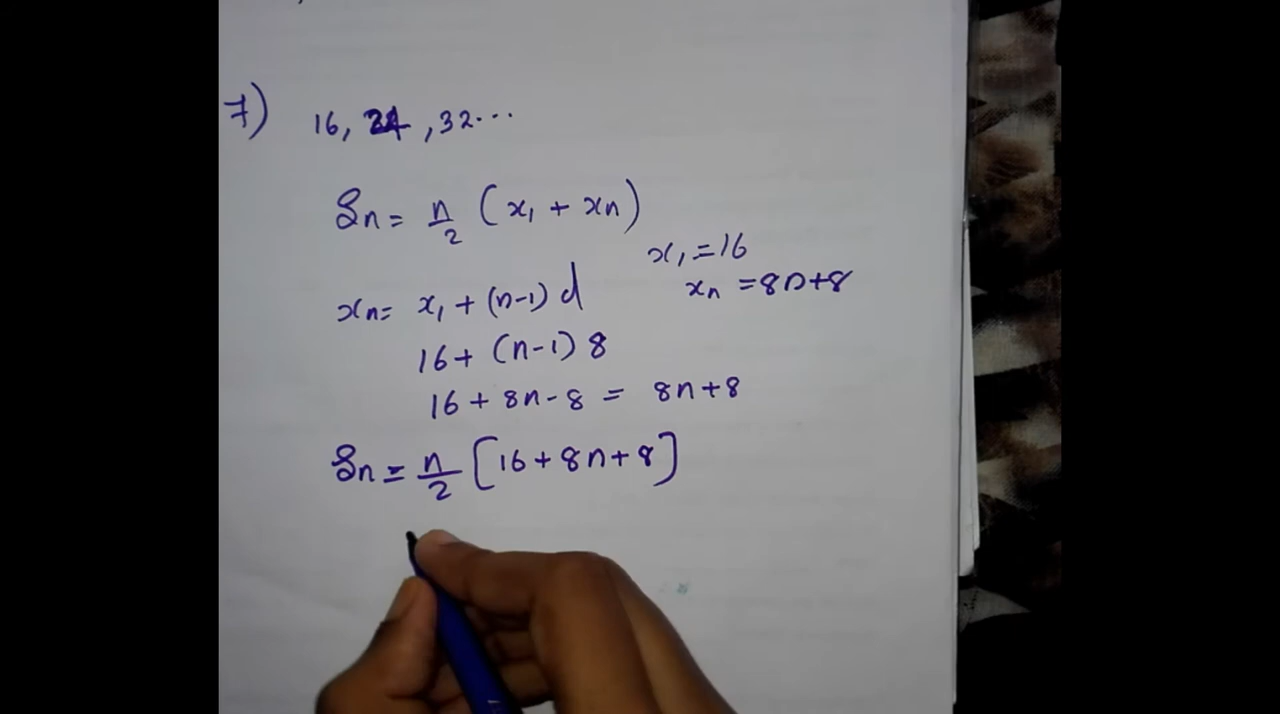 7) 16, 24, 32...
Sn = n/2 (x₁ + xn)
x₁ = 16
xn = x₁ + (n-1) d
xn = 8n+8
16 + (n-1) 8
16 + 8n - 8 = 8n+8
Sn = n/2 [16 + 8n + 8]